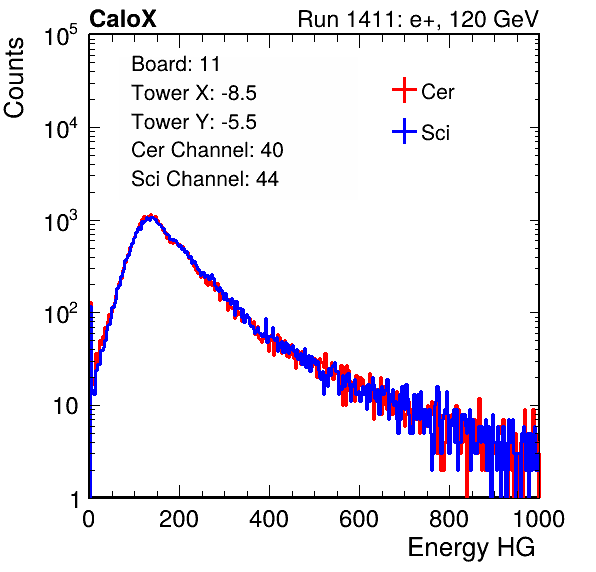 CaloX Run 1411: e+, 120 GeV
Board: 11
Tower X: -8.5
Tower Y: -5.5
Cer Channel: 40
Sci Channel: 44
Cer
Sci
Counts
10^5
10^4
10^3
10^2
10
1
0 200 400 600 800 1000
Energy HG